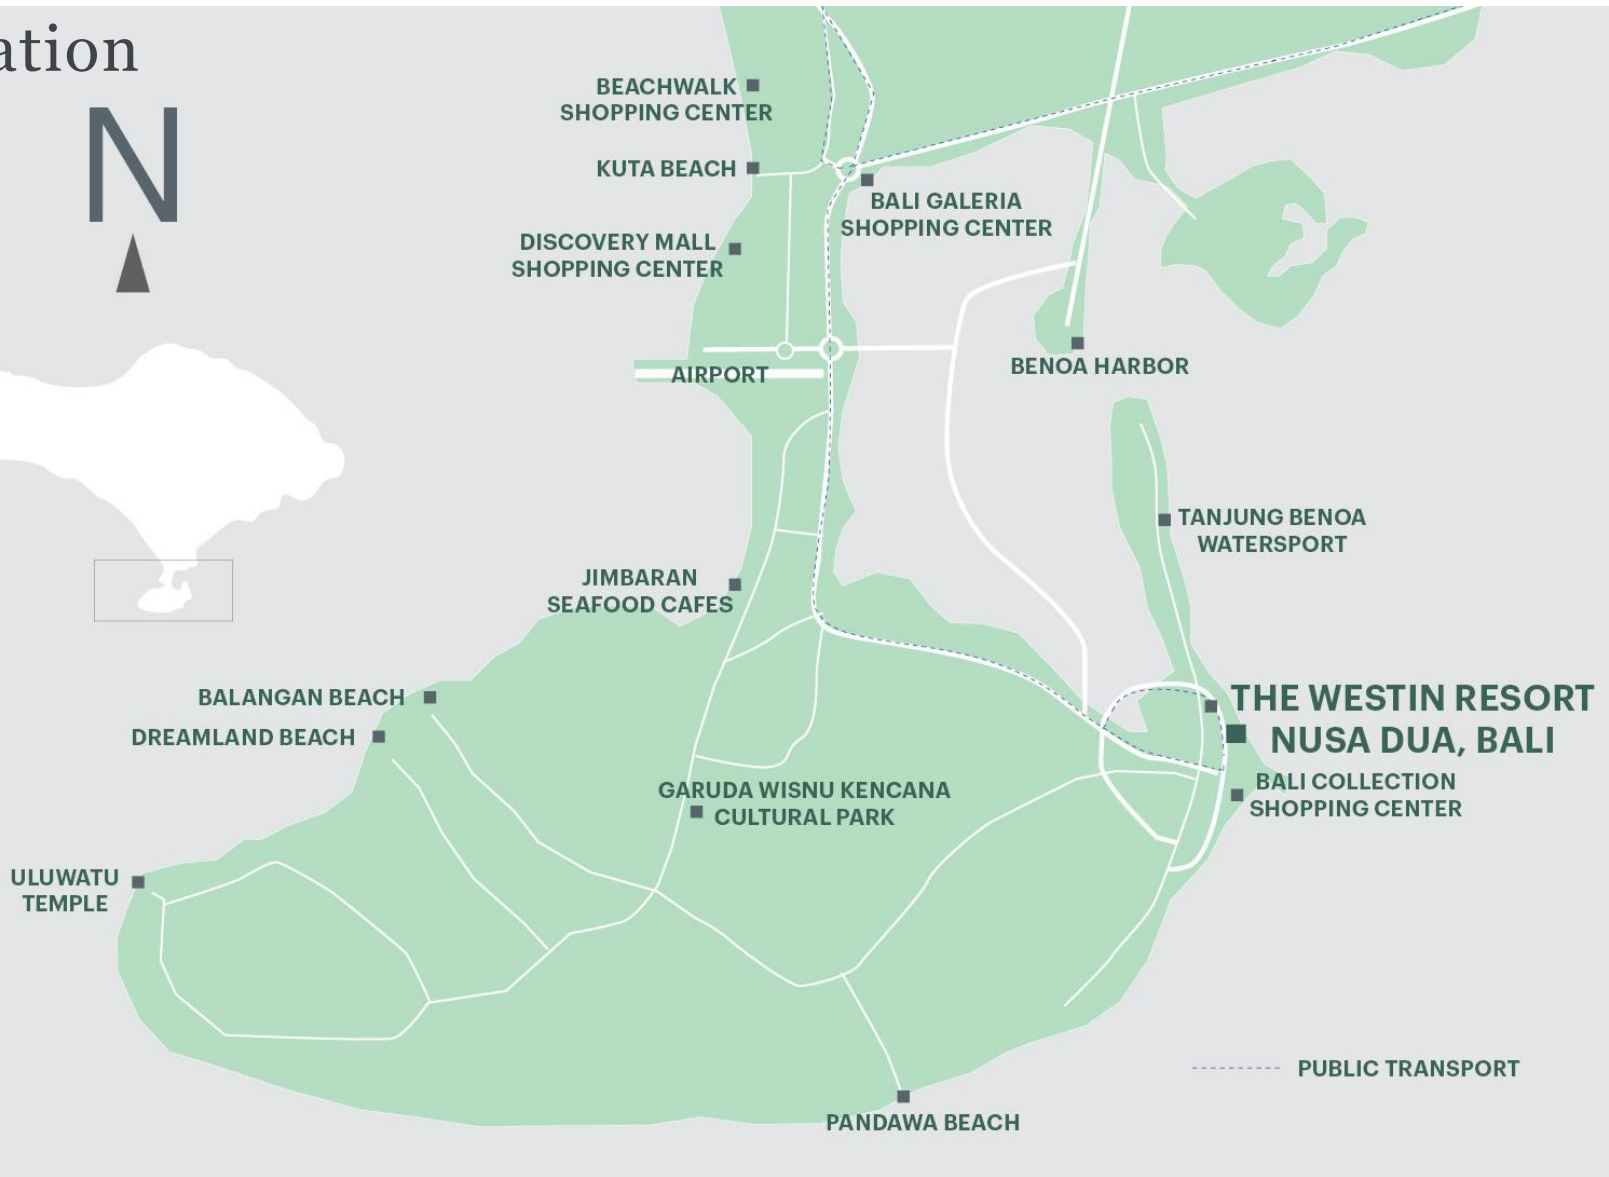 ation
N
BEACHWALK
SHOPPING CENTER
KUTA BEACH
BALI GALERIA
SHOPPING CENTER
DISCOVERY MALL
SHOPPING CENTER
AIRPORT
BENOA HARBOR
TANJUNG BENOA
WATERSPORT
JIMBARAN
SEAFOOD CAFES
BALANGAN BEACH
DREAMLAND BEACH
THE WESTIN RESORT
NUSA DUA, BALI
BALI COLLECTION
SHOPPING CENTER
GARUDA WISNU KENCANA
CULTURAL PARK
ULUWATU
TEMPLE
PUBLIC TRANSPORT
PANDAWA BEACH